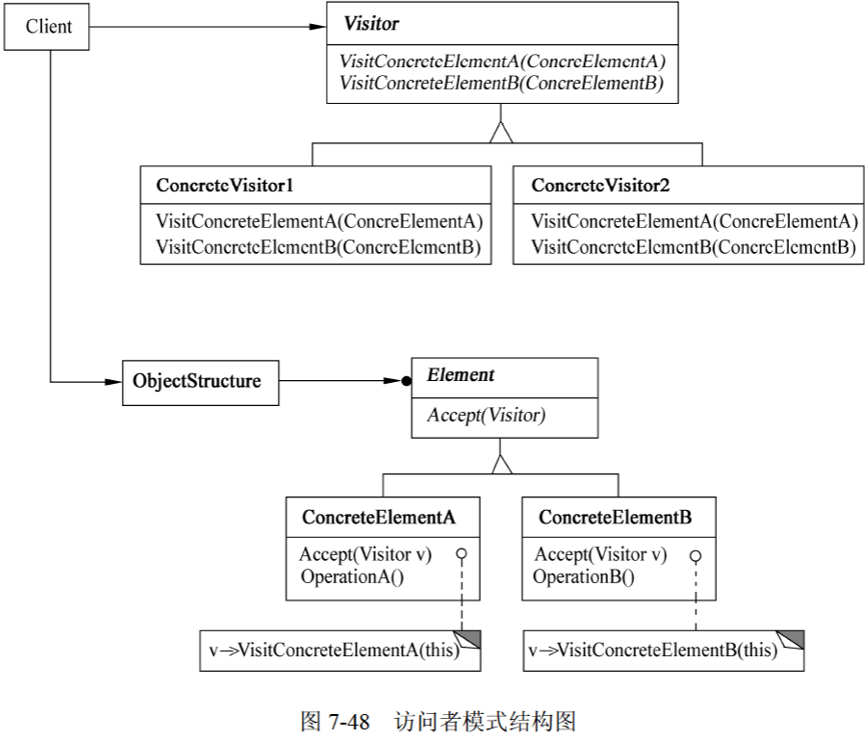 Client
Visitor
VisitConcreteElementA(ConcreElementA)
VisitConcreteElementB(ConcreElementB)
ConcreteVisitor1
VisitConcreteElementA(ConcreElementA)
VisitConcreteElementB(ConcreElementB)
ConcreteVisitor2
VisitConcreteElementA(ConcreElementA)
VisitConcreteElementB(ConcreElementB)
ObjectStructure
Element
Accept(Visitor)
ConcreteElementA
Accept(Visitor v)
OperationA()
ConcreteElementB
Accept(Visitor v)
OperationB()
v->VisitConcreteElementA(this)
v->VisitConcreteElementB(this)
图 7-48 访问者模式结构图